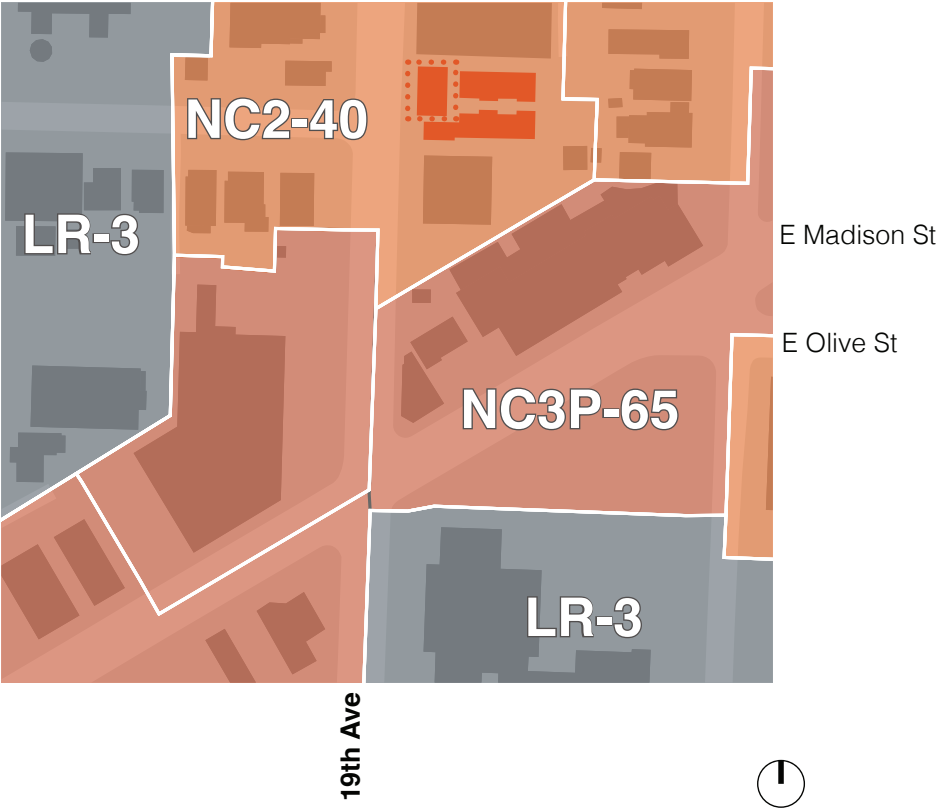 NC2-40
LR-3
E Madison St
E Olive St
NC3P-65
LR-3
19th Ave